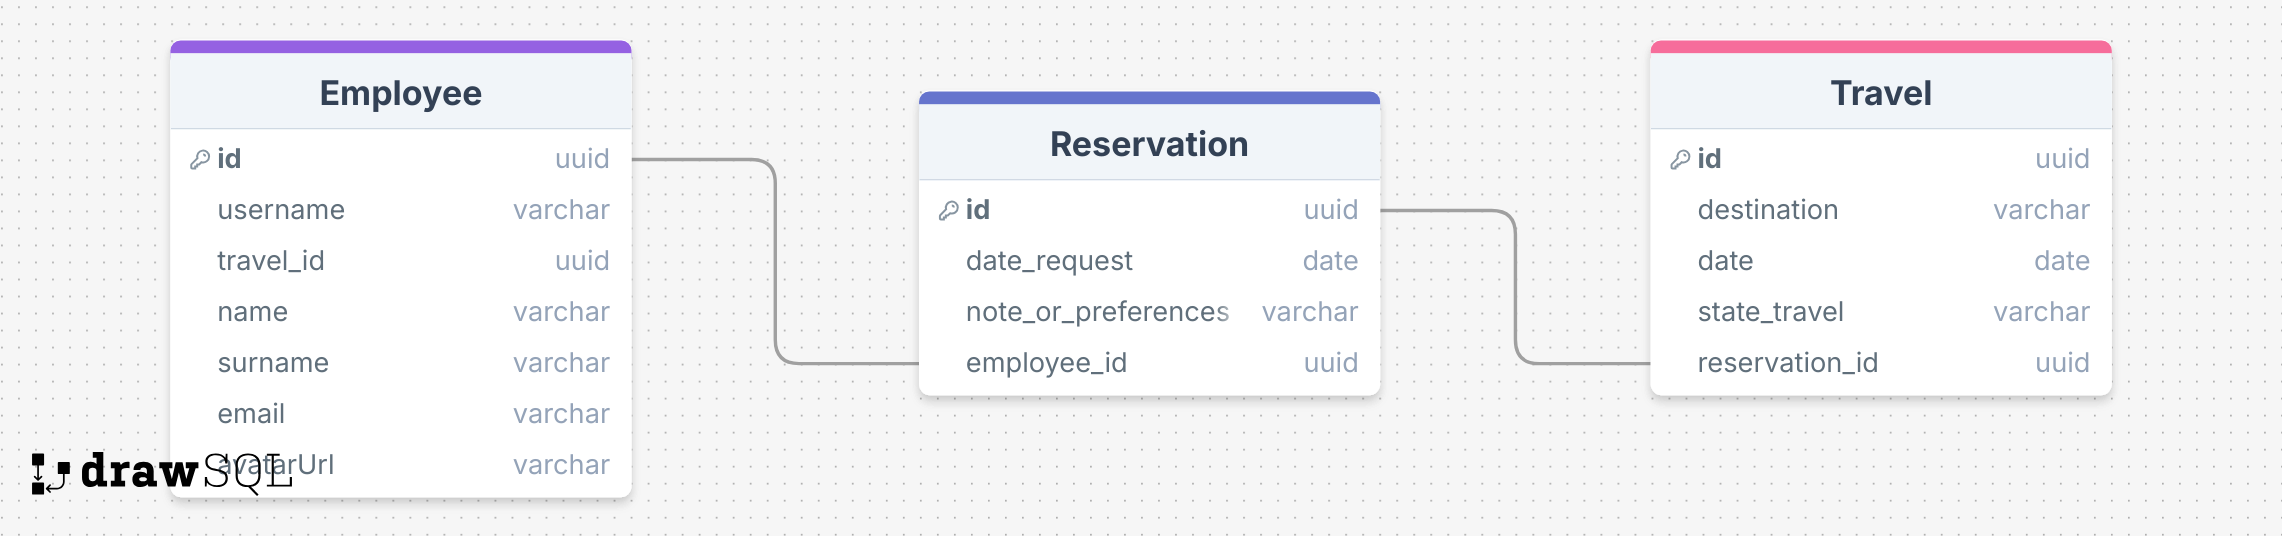 Employee
id uuid
username varchar
travel_id uuid
name varchar
surname varchar
email varchar
avatarUrl varchar
Reservation
id uuid
date_request date
note_or_preferences varchar
employee_id uuid
Travel
id uuid
destination varchar
date date
state_travel varchar
reservation_id uuid
drawSQL